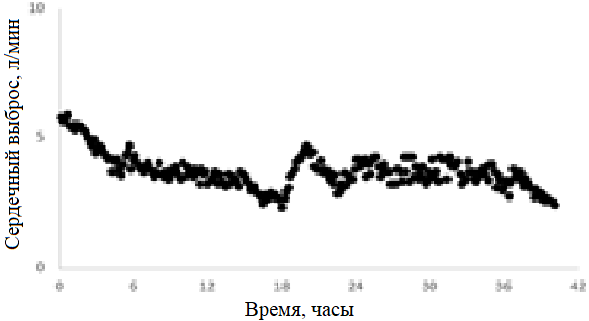 10
5
0
0 6 12 18 24 30 36 42
Сердечный выброс, л/мин
Время, часы